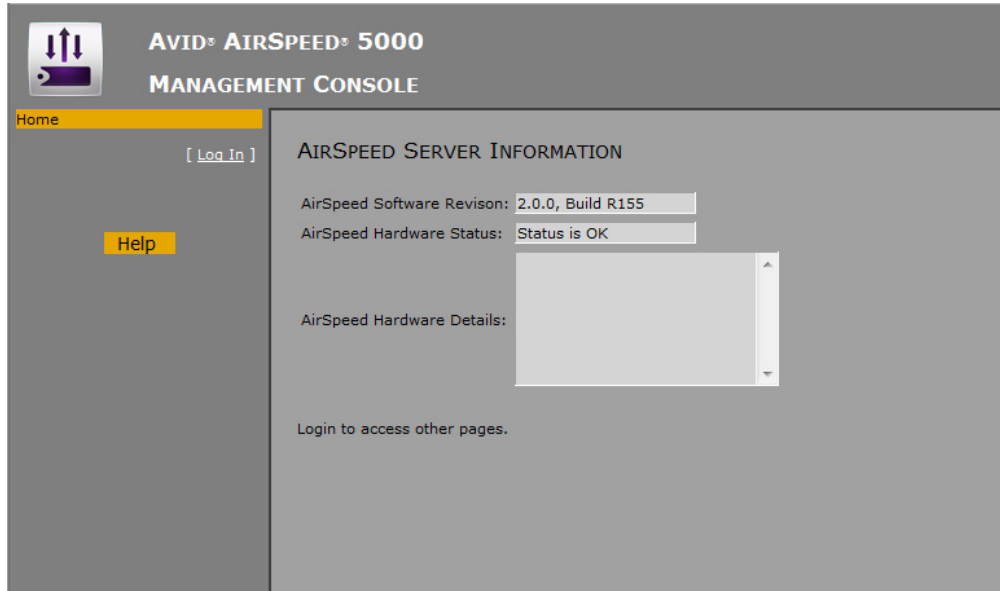 AVID® AIRSPEED® 5000
MANAGEMENT CONSOLE
Home
[ Log In ]
Help
AIRSPEED SERVER INFORMATION
AirSpeed Software Revison: 2.0.0, Build R155
AirSpeed Hardware Status: Status is OK
AirSpeed Hardware Details:
Login to access other pages.